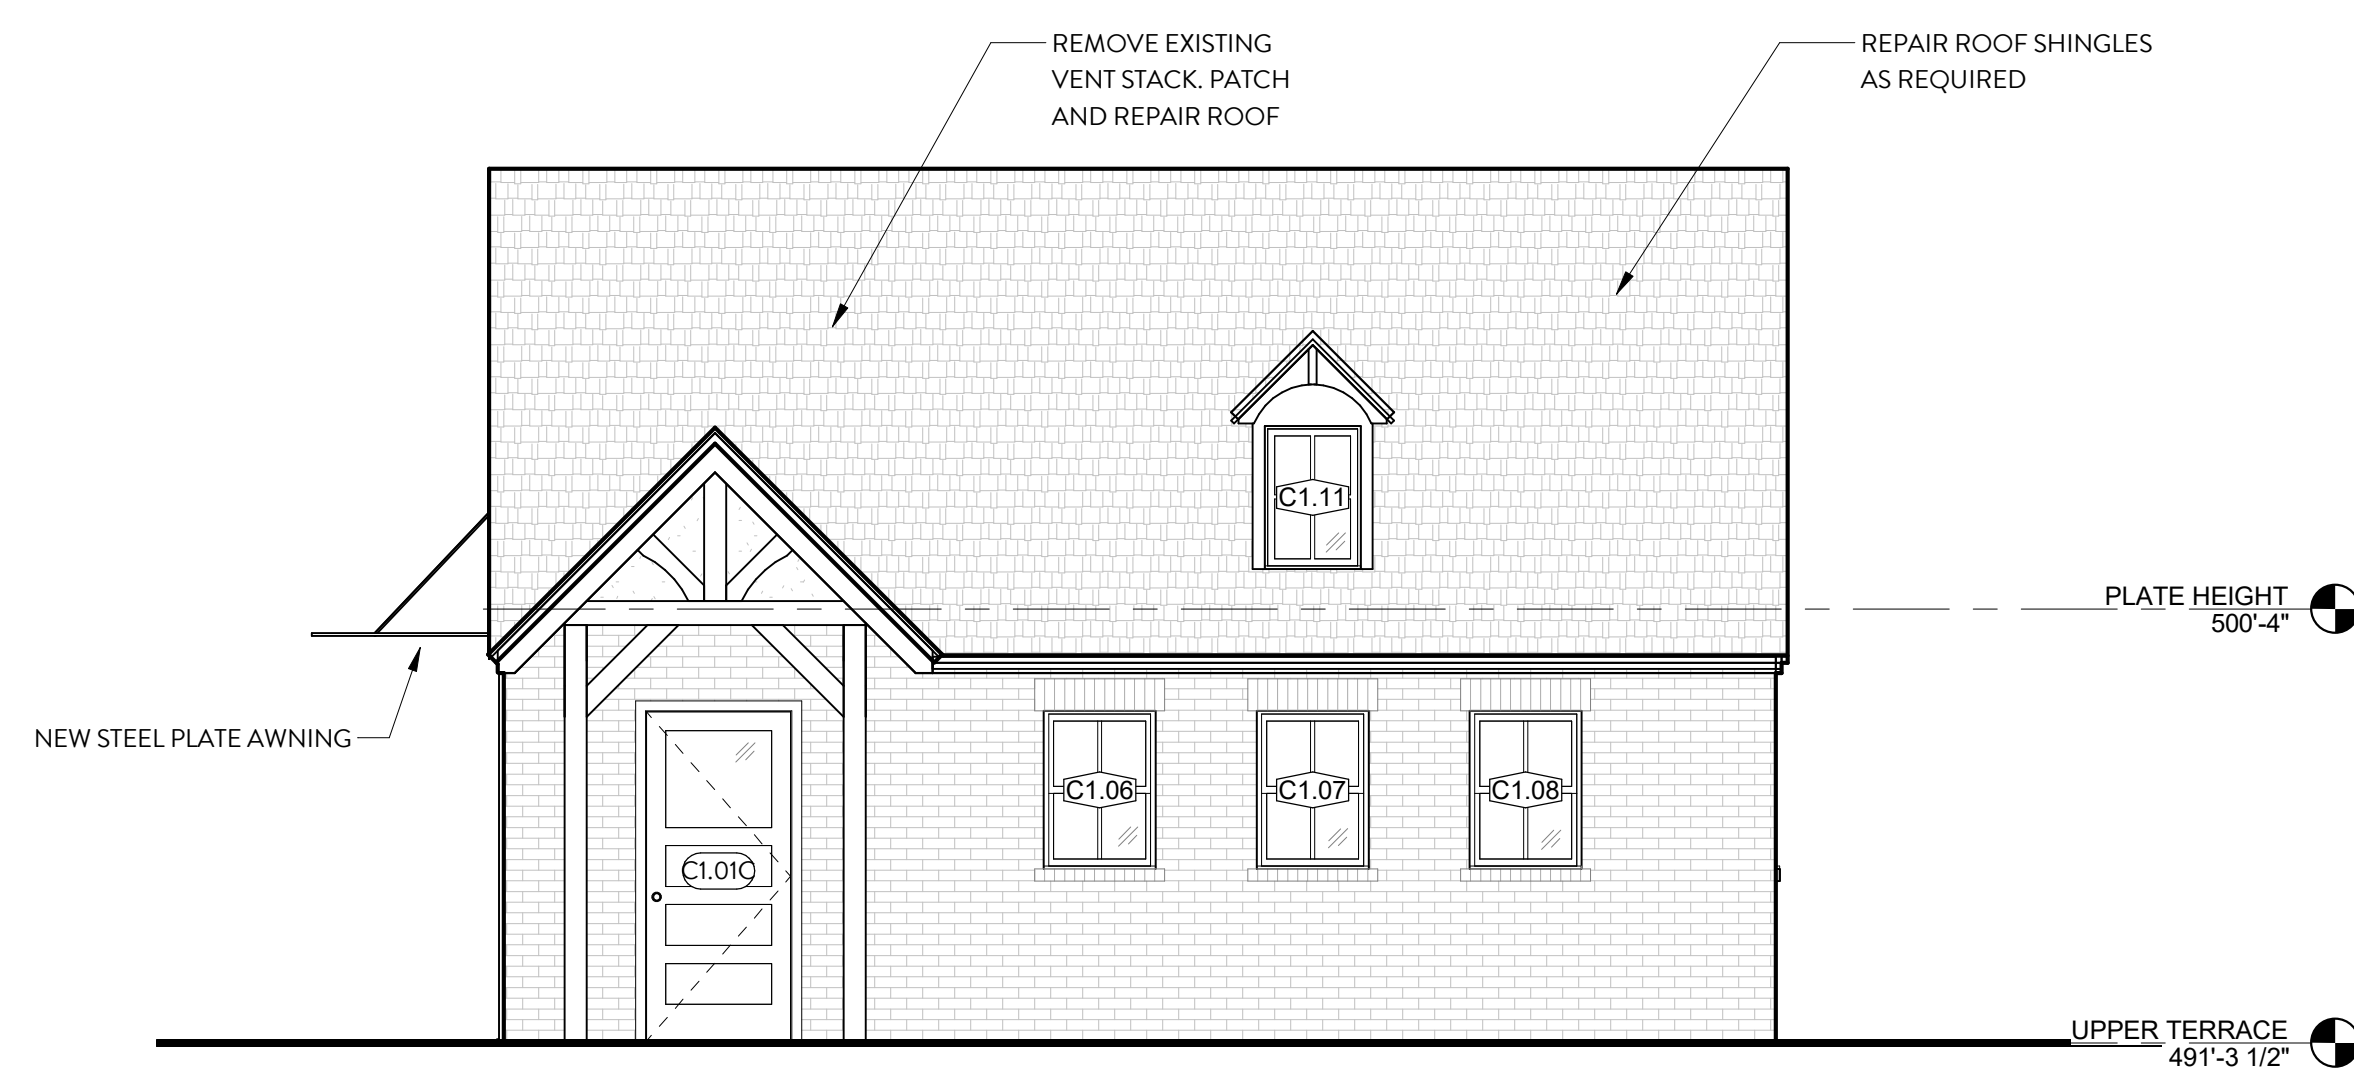 REMOVE EXISTING
VENT STACK. PATCH
AND REPAIR ROOF
REPAIR ROOF SHINGLES
AS REQUIRED
C1.11
PLATE HEIGHT
500'-4"
NEW STEEL PLATE AWNING
C1.06
C1.07
C1.08
C1.01C
UPPER TERRACE
491'-3 1/2"